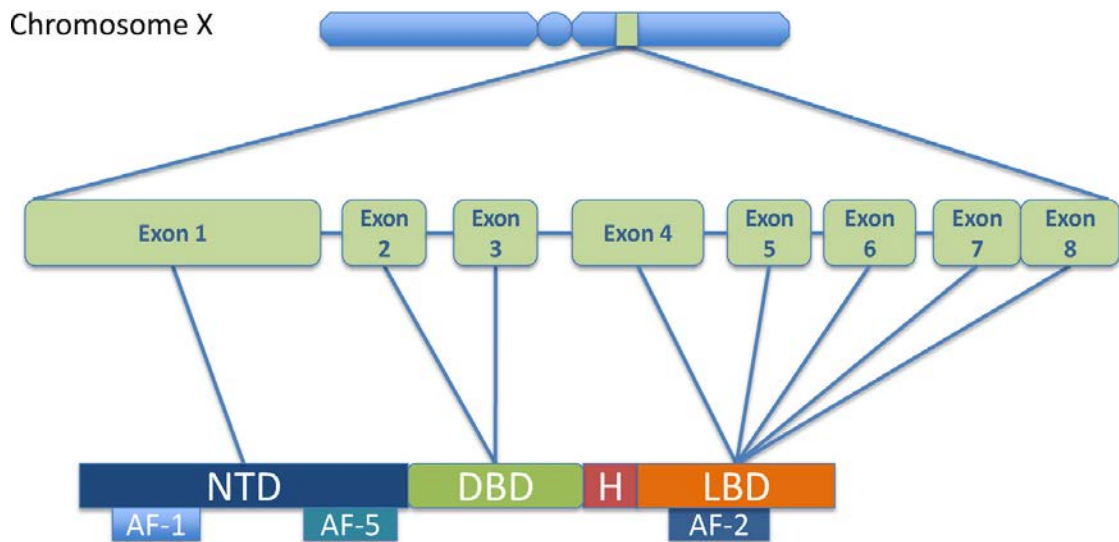 Chromosome X
Exon 1
Exon
2
Exon
3
Exon 4
Exon
5
Exon
6
Exon
7
Exon
8
NTD
DBD
H
LBD
AF-1
AF-5
AF-2